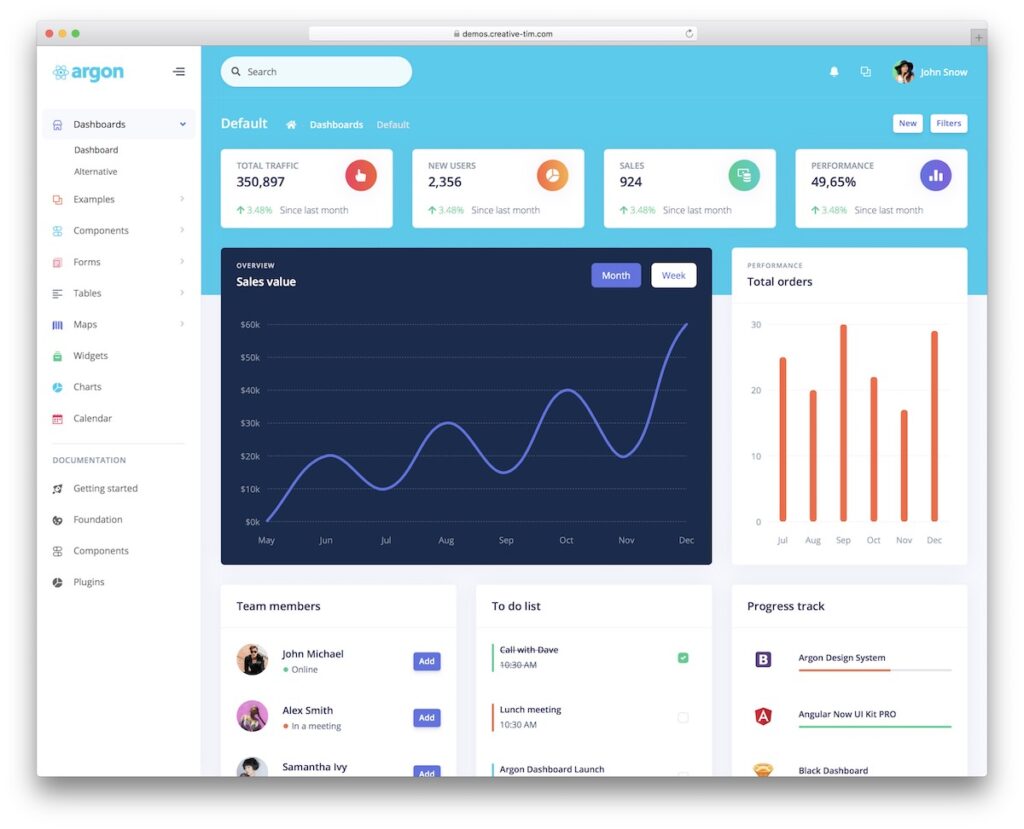 demos.creative-tim.com
argon
Search
John Snow
Dashboards
Dashboard
Alternative
Examples
Components
Forms
Tables
Maps
Widgets
Charts
Calendar
DOCUMENTATION
Getting started
Foundation
Components
Plugins
Default
Dashboards
Default
New
Filters
TOTAL TRAFFIC
350,897
3.48% Since last month
NEW USERS
2,356
3.48% Since last month
SALES
924
3.48% Since last month
PERFORMANCE
49,65%
3.48% Since last month
OVERVIEW
Sales value
Month
Week
$60k
$50k
$40k
$30k
$20k
$10k
$0k
May Jun Jul Aug Sep Oct Nov Dec
PERFORMANCE
Total orders
30
20
10
0
Jul Aug Sep Oct Nov Dec
Team members
John Michael
Online
Add
Alex Smith
In a meeting
Add
Samantha Ivy
Add
To do list
Call with Dave
10:30 AM
Lunch meeting
10:30 AM
Argon Dashboard Launch
Progress track
B
Argon Design System
A
Angular Now UI Kit PRO
Black Dashboard